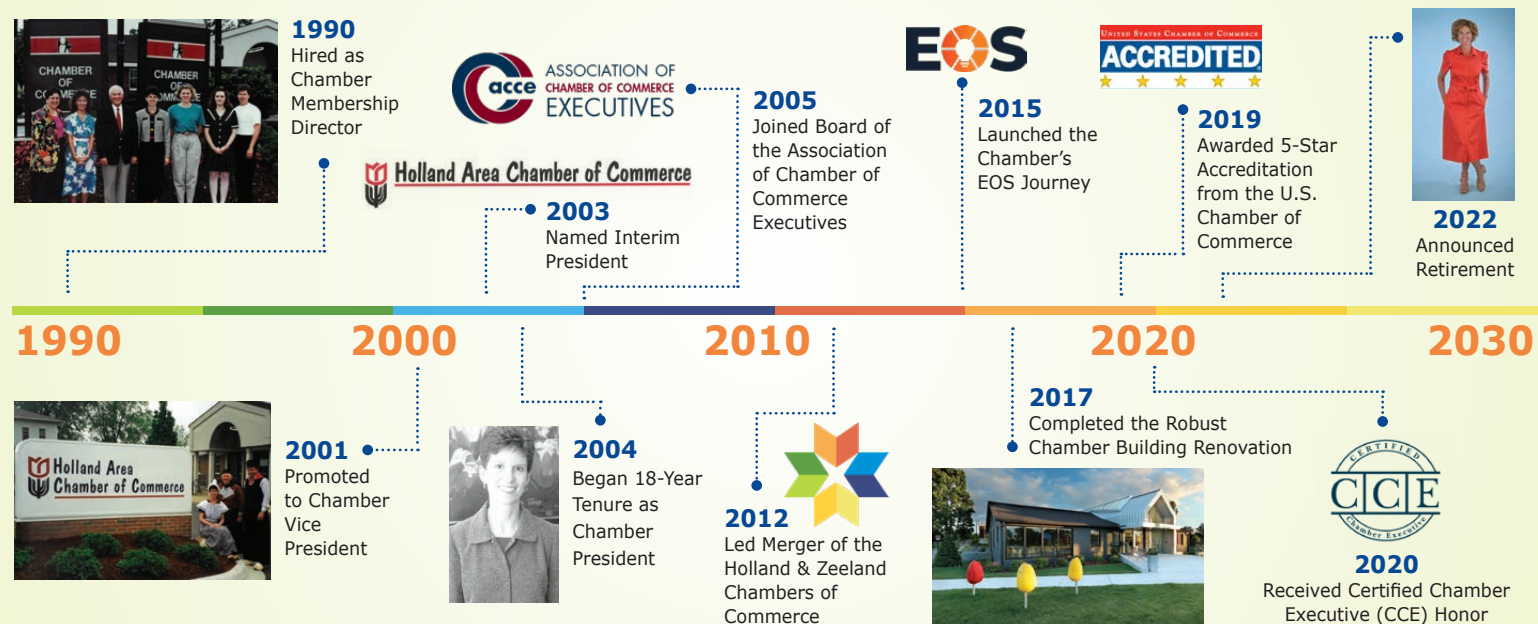 CHAMBER
OF
COMMERCE
CHAMBER
OF
1990
Hired as
Chamber
Membership
Director
acce
ASSOCIATION OF
CHAMBER OF COMMERCE
EXECUTIVES
Holland Area Chamber of Commerce
2003
Named Interim
President
2005
Joined Board of
the Association
of Chamber of
Commerce
Executives
EOS
2015
Launched the
Chamber’s
EOS Journey
UNITED STATES CHAMBER OF COMMERCE
ACCREDITED
2019
Awarded 5-Star
Accreditation
from the U.S.
Chamber of
Commerce
2022
Announced
Retirement
1990
2000
2010
2020
2030
Holland Area
Chamber of Commerce
2001
Promoted
to Chamber
Vice
President
2004
Began 18-Year
Tenure as
Chamber
President
2012
Led Merger of the
Holland & Zeeland
Chambers of
Commerce
2017
Completed the Robust
Chamber Building Renovation
CERTIFIED
CCE
Chamber Executive
2020
Received Certified Chamber
Executive (CCE) Honor